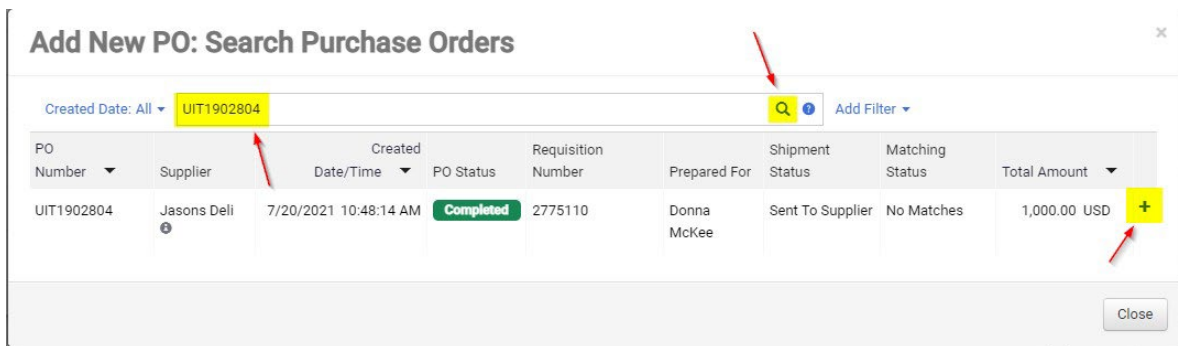 Add New PO: Search Purchase Orders
×
Created Date: All UIT1902804 ? Add Filter
PO Number Supplier Created Date/Time PO Status Requisition Number Prepared For Shipment Status Matching Status Total Amount
UIT1902804 Jasons Deli 7/20/2021 10:48:14 AM Completed 2775110 Donna McKee Sent To Supplier No Matches 1,000.00 USD +
Close